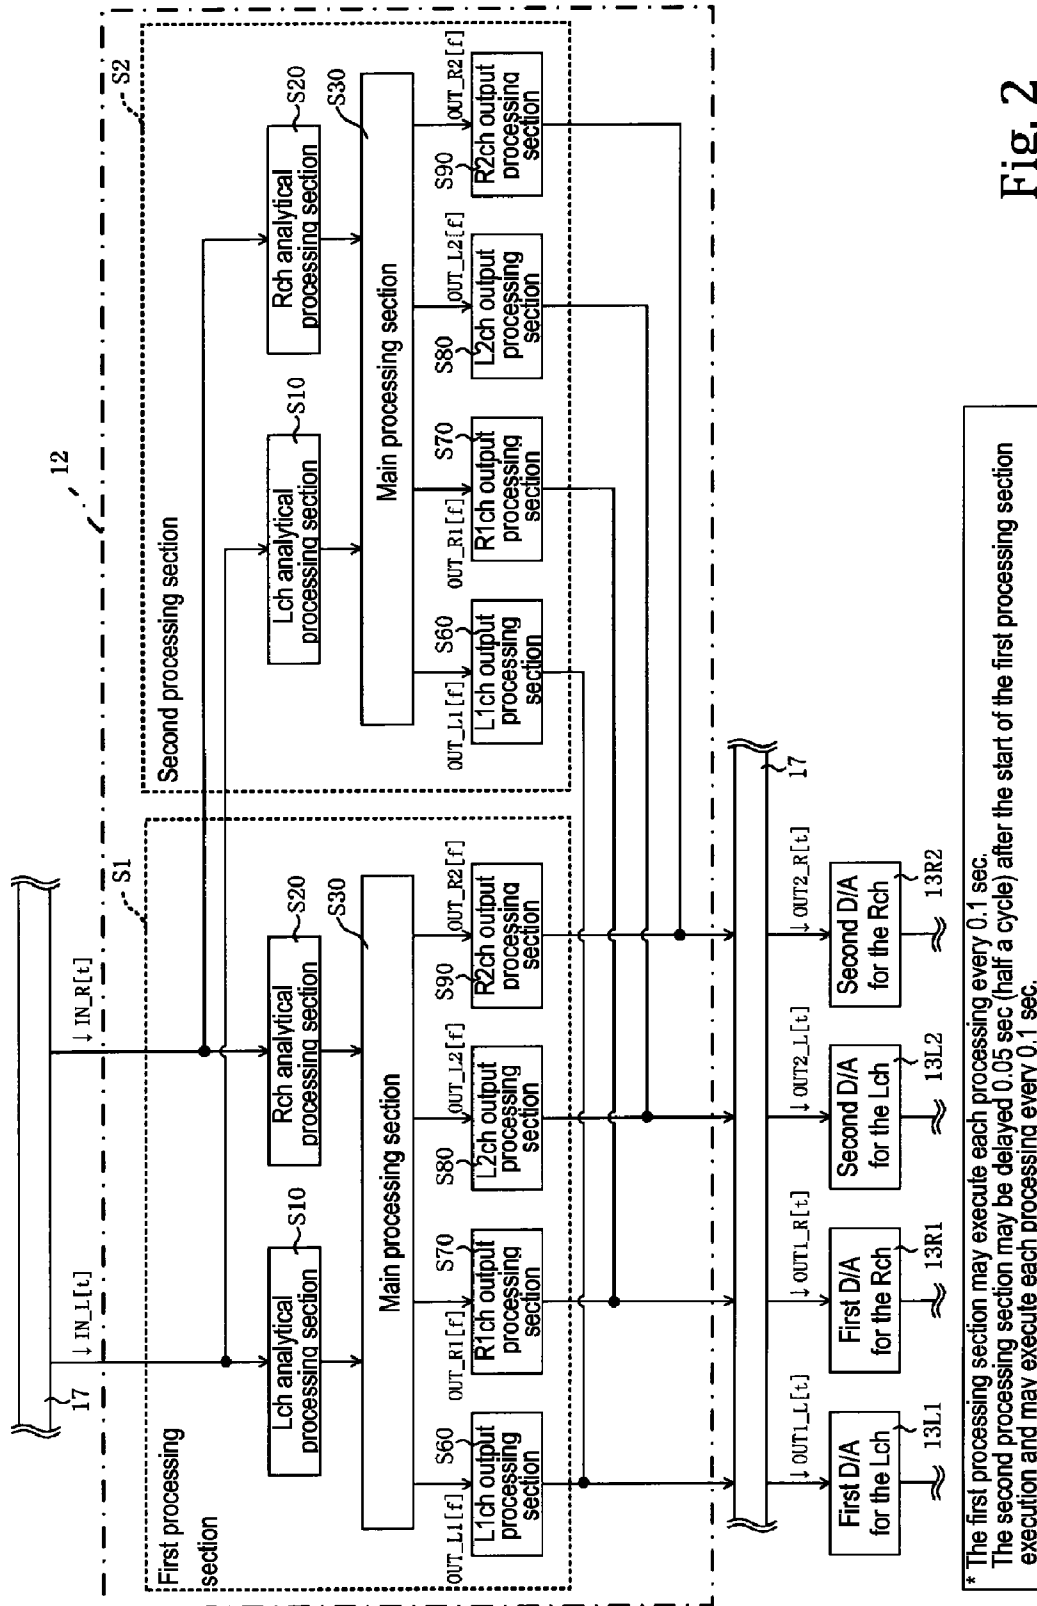 12
17
↓ IN_L[t]
↓ IN_R[t]
S1
First processing
section
Lch analytical
processing section
S10
Rch analytical
processing section
S20
Main processing section
S30
OUT_L1[f]
S60
L1ch output
processing
section
OUT_R1[f]
S70
R1ch output
processing
section
S80
OUT_L2[f]
L2ch output
processing
section
S90
OUT_R2[f]
R2ch output
processing
section
S2
Second processing section
Lch analytical
processing section
S10
Rch analytical
processing section
S20
Main processing section
S30
OUT_L1[f]
S60
L1ch output
processing
section
OUT_R1[f]
S70
R1ch output
processing
section
S80
OUT_L2[f]
L2ch output
processing
section
S90
OUT_R2[f]
R2ch output
processing
section
17
↓ OUT1_L[t]
First D/A
for the Lch
13L1
↓ OUT1_R[t]
First D/A
for the Rch
13R1
↓ OUT2_L[t]
Second D/A
for the Lch
13L2
↓ OUT2_R[t]
Second D/A
for the Rch
13R2
* The first processing section may execute each processing every 0.1 sec.
The second processing section may be delayed 0.05 sec (half a cycle) after the start of the first processing section
execution and may execute each processing every 0.1 sec.
Fig. 2